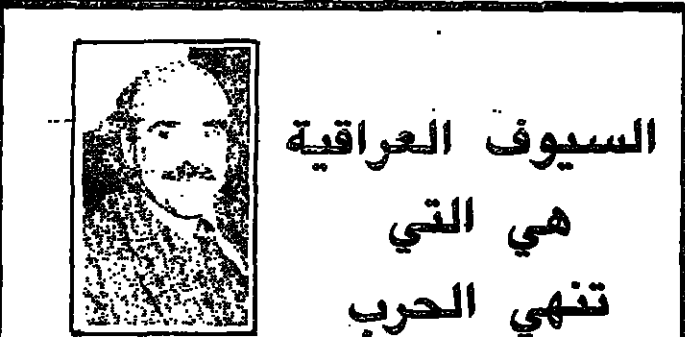 السيوف العراقية
هي التي
تنهي الحرب